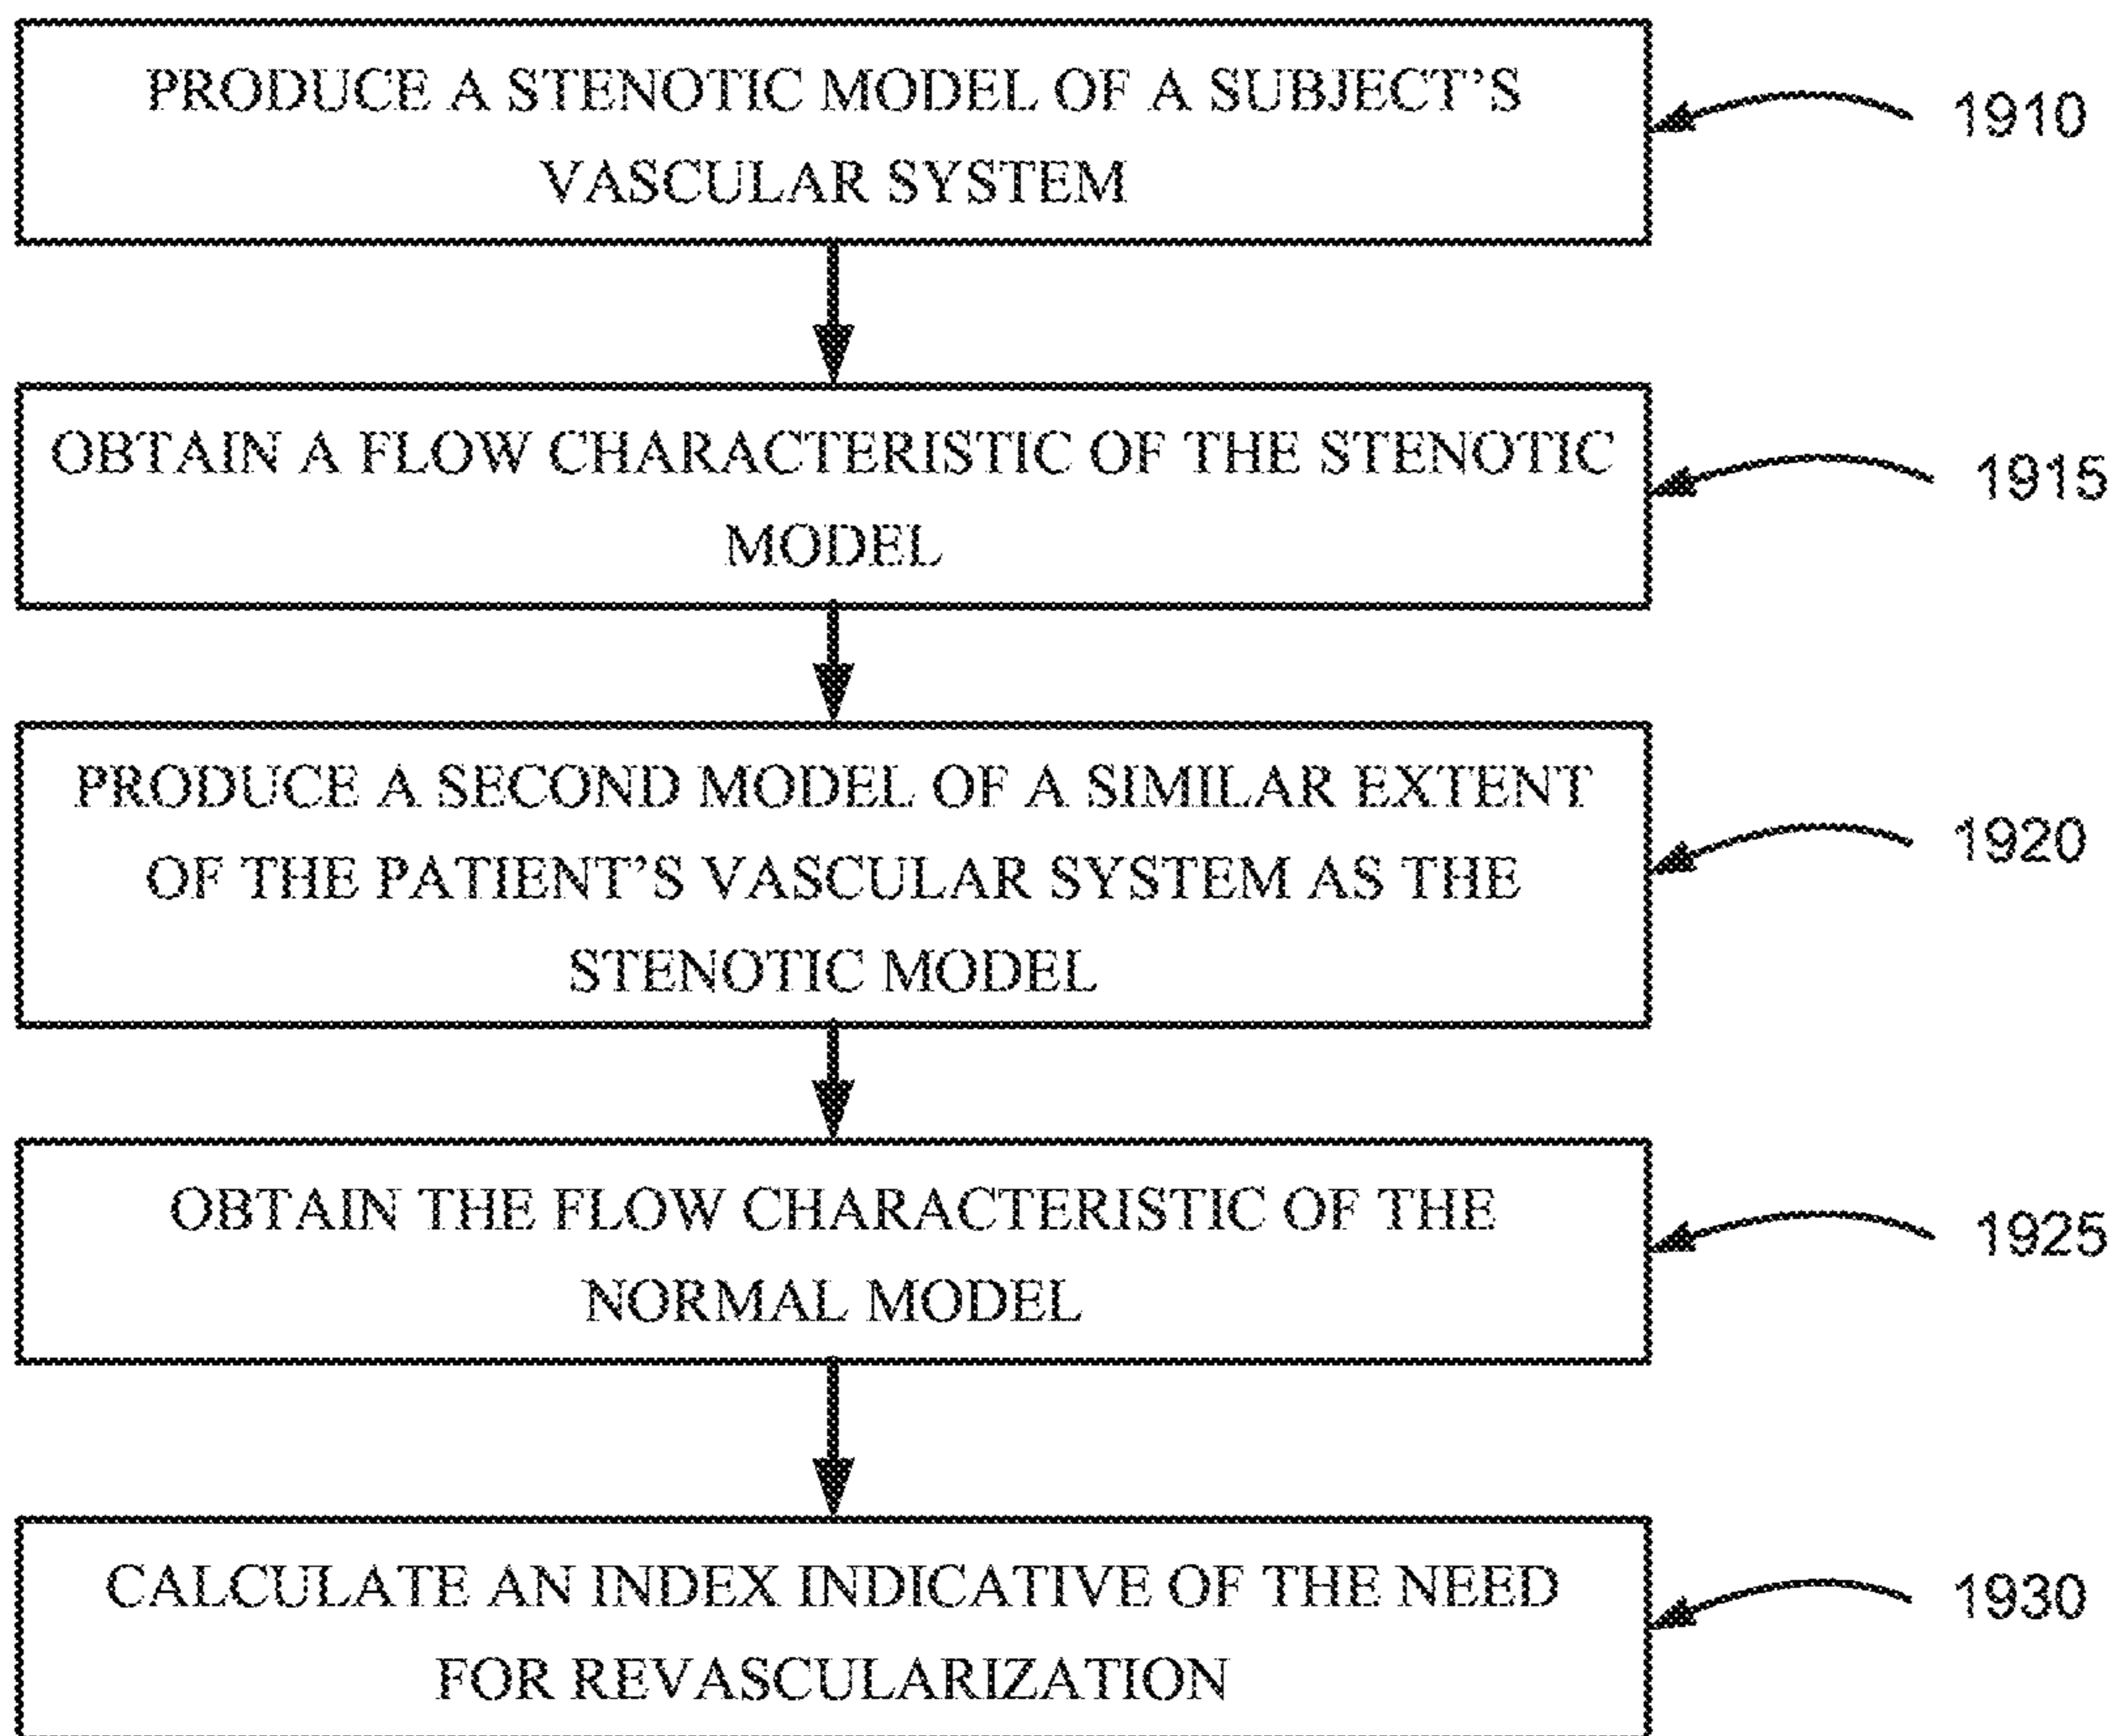 PRODUCE A STENOTIC MODEL OF A SUBJECT'S
VASCULAR SYSTEM
1910
OBTAIN A FLOW CHARACTERISTIC OF THE STENOTIC
MODEL
1915
PRODUCE A SECOND MODEL OF A SIMILAR EXTENT
OF THE PATIENT'S VASCULAR SYSTEM AS THE
STENOTIC MODEL
1920
OBTAIN THE FLOW CHARACTERISTIC OF THE
NORMAL MODEL
1925
CALCULATE AN INDEX INDICATIVE OF THE NEED
FOR REVASCULARIZATION
1930